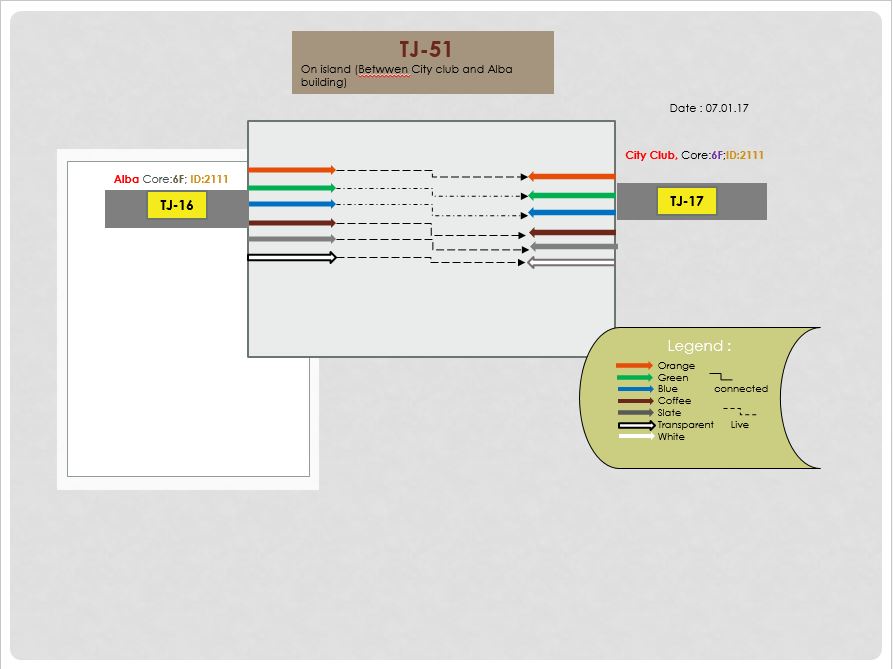 TJ-51
On island (Betwwen City club and Alba
building)
Date : 07.01.17
City Club, Core:6F;ID:2111
Alba Core:6F; ID:2111
TJ-16
TJ-17
Legend :
Orange
Green
Blue
connected
Coffee
Slate
Transparent
Live
White